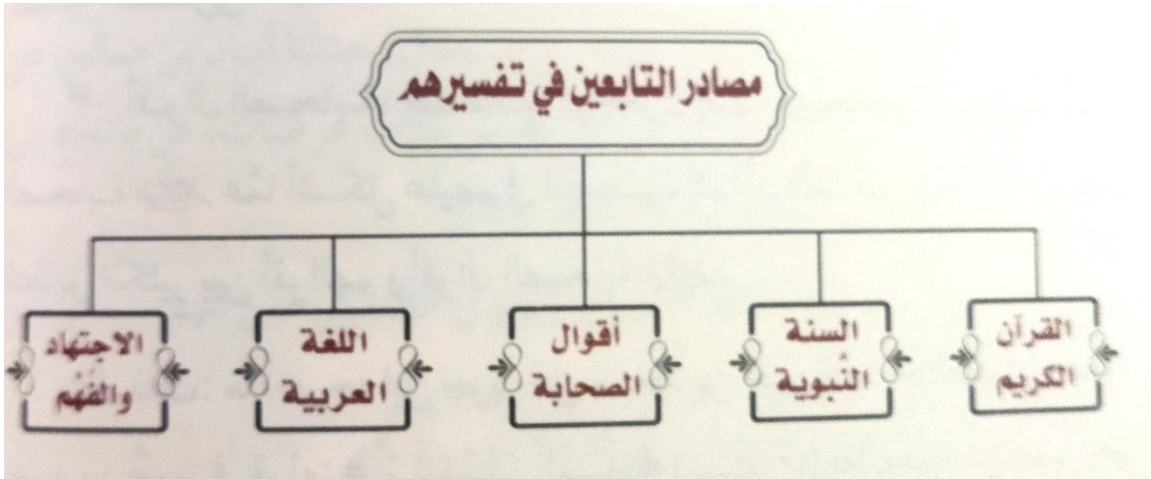 مصادر التابعين في تفسيرهم
القرآن
الكريم
السنة
النبوية
أقوال
الصحابة
اللغة
العربية
الاجتهاد
والفهم